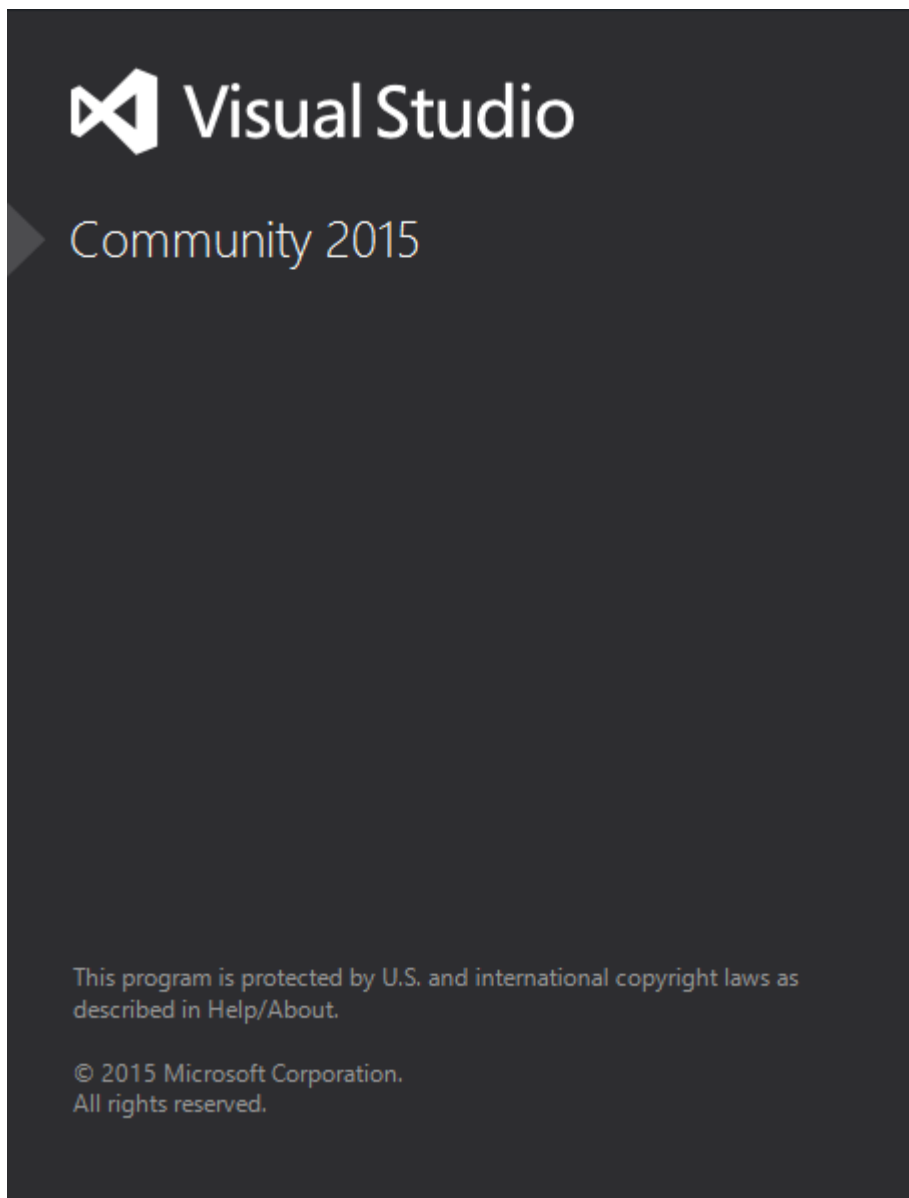 Visual Studio
Community 2015
This program is protected by U.S. and international copyright laws as
described in Help/About.
© 2015 Microsoft Corporation.
All rights reserved.